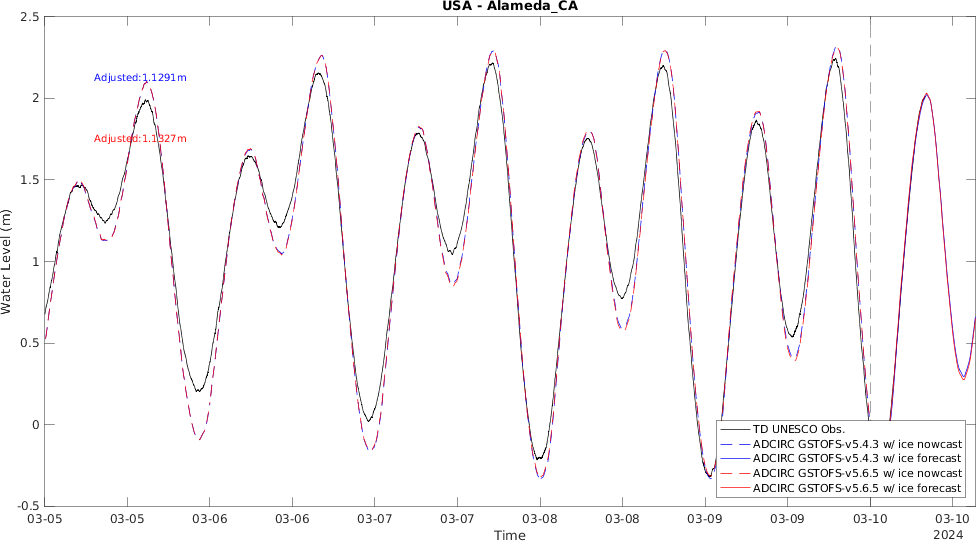 USA - Alameda_CA
2.5
2
1.5
1
0.5
0
-0.5
Water Level (m)
Adjusted:1.1291m
Adjusted:1.1327m
TD UNESCO Obs.
ADCIRC GSTOFS-v5.4.3 w/ ice nowcast
ADCIRC GSTOFS-v5.4.3 w/ ice forecast
ADCIRC GSTOFS-v5.6.5 w/ ice nowcast
ADCIRC GSTOFS-v5.6.5 w/ ice forecast
03-05 03-05 03-06 03-06 03-07 03-07 03-08 03-08 03-09 03-09 03-10 03-10
Time
2024